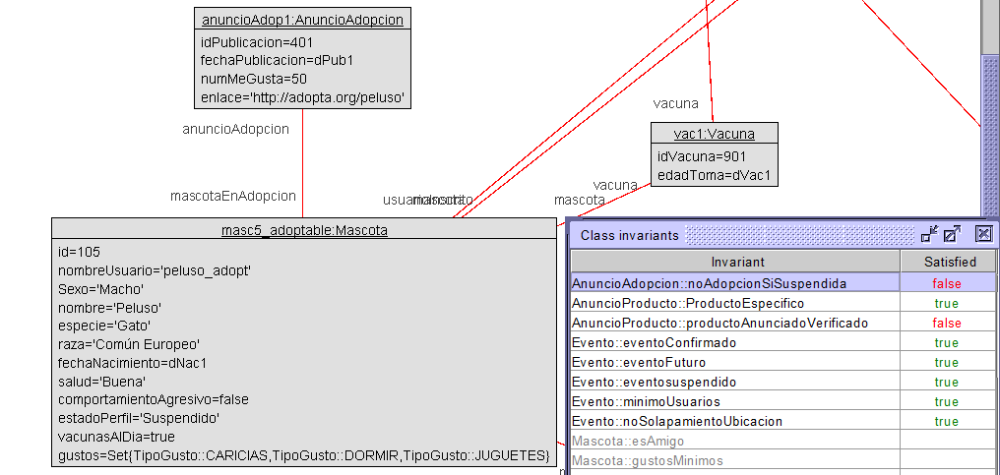 anuncioAdop1:AnuncioAdopcion
idPublicacion=401
fechaPublicacion=dPub1
numMeGusta=50
enlace='http://adopta.org/peluso'
anuncioAdopcion
mascotaEnAdopcion
vacuna
vac1:Vacuna
idVacuna=901
edadToma=dVac1
vacuna
mascota
masc5_adoptable:Mascota
id=105
nombreUsuario='peluso_adopt'
Sexo='Macho'
nombre='Peluso'
especie='Gato'
raza='Común Europeo'
fechaNacimiento=dNac1
salud='Buena'
comportamientoAgresivo=false
estadoPerfil='Suspendido'
vacunasAlDia=true
gustos=Set{TipoGusto::CARICIAS,TipoGusto::DORMIR,TipoGusto::JUGUETES}
Class invariants
Invariant Satisfied
AnuncioAdopcion::noAdopcionSiSuspendida false
AnuncioProducto::ProductoEspecifico true
AnuncioProducto::productoAnunciadoVerificado false
Evento::eventoConfirmado true
Evento::eventoFuturo true
Evento::eventosuspendido true
Evento::minimoUsuarios true
Evento::noSolapamientoUbicacion true
Mascota::esAmigo
Mascota::gustosMinimos